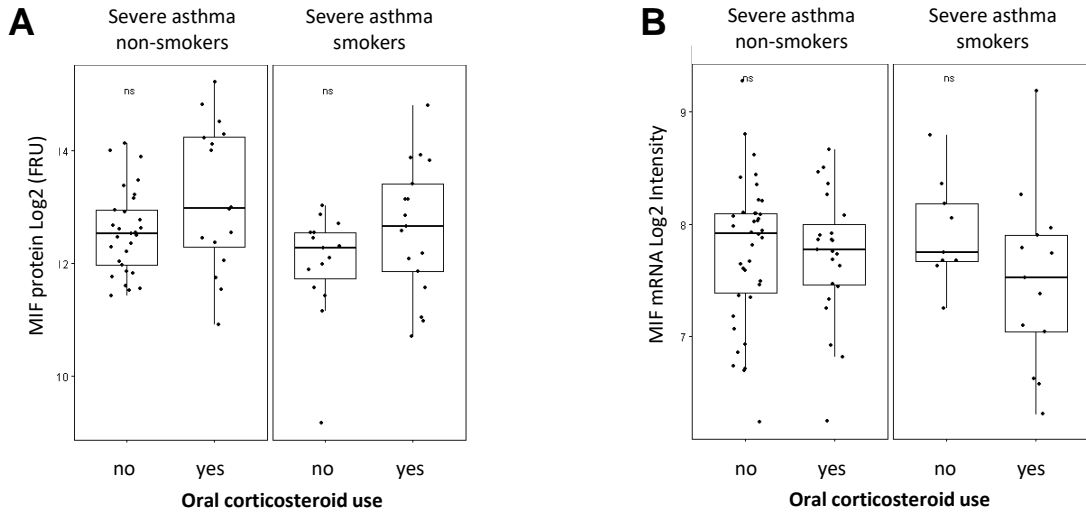 A
Severe asthma
non-smokers
Severe asthma
smokers
ns
ns
MIF protein Log2 (FRU)
14
12
10
no
yes
no
yes
Oral corticosteroid use
B
Severe asthma
non-smokers
Severe asthma
smokers
ns
ns
MIF mRNA Log2 Intensity
9
8
7
no
yes
no
yes
Oral corticosteroid use